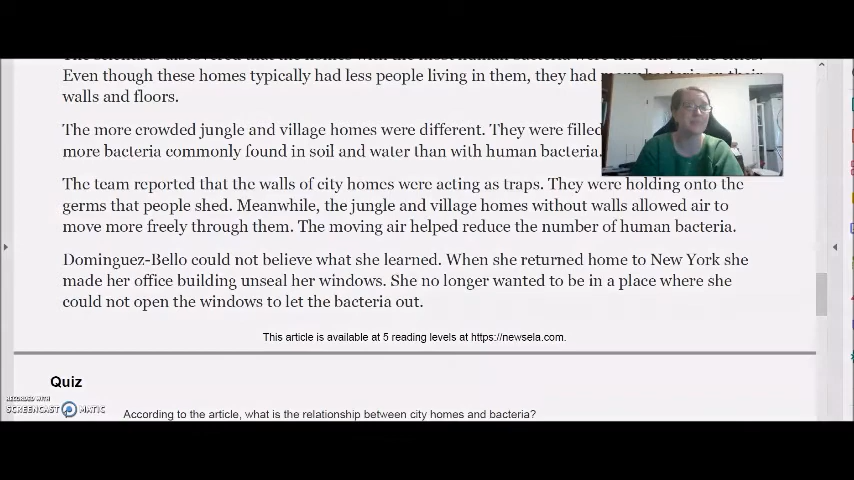 Even though these homes typically had less people living in them, they had more bacteria on their
walls and floors.
The more crowded jungle and village homes were different. They were filled
more bacteria commonly found in soil and water than with human bacteria.
The team reported that the walls of city homes were acting as traps. They were holding onto the
germs that people shed. Meanwhile, the jungle and village homes without walls allowed air to
move more freely through them. The moving air helped reduce the number of human bacteria.
Dominguez-Bello could not believe what she learned. When she returned home to New York she
made her office building unseal her windows. She no longer wanted to be in a place where she
could not open the windows to let the bacteria out.
This article is available at 5 reading levels at https://newsela.com.
Quiz
RECORDED WITH
SCREENCAST MATIC
According to the article, what is the relationship between city homes and bacteria?